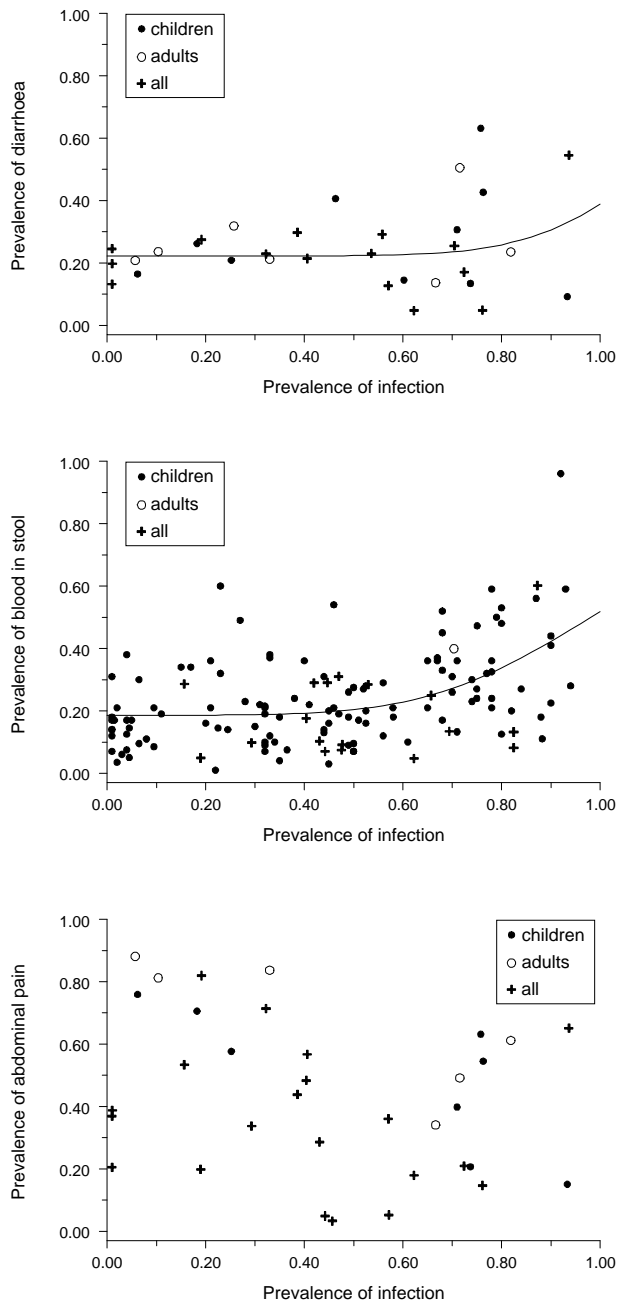 Prevalence of diarrhoea
1.00
0.80
0.60
0.40
0.20
0.00
children
adults
all
0.00 0.20 0.40 0.60 0.80 1.00
Prevalence of infection
Prevalence of blood in stool
1.00
0.80
0.60
0.40
0.20
0.00
children
adults
all
0.00 0.20 0.40 0.60 0.80 1.00
Prevalence of infection
Prevalence of abdominal pain
1.00
0.80
0.60
0.40
0.20
0.00
children
adults
all
0.00 0.20 0.40 0.60 0.80 1.00
Prevalence of infection